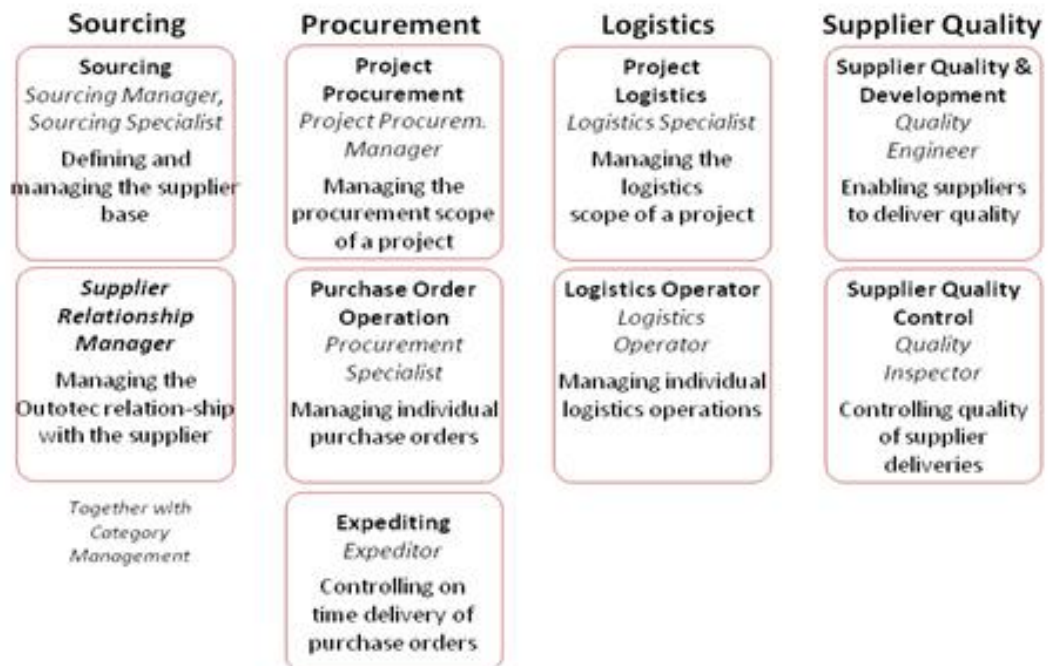 Sourcing
Sourcing
Sourcing Manager,
Sourcing Specialist
Defining and
managing the supplier
base
Supplier
Relationship
Manager
Managing the
Outotec relation-ship
with the supplier
Together with
Category
Management
Procurement
Project
Procurement
Project Procurem.
Manager
Managing the
procurement scope
of a project
Purchase Order
Operation
Procurement
Specialist
Managing individual
purchase orders
Expediting
Expeditor
Controlling on
time delivery of
purchase orders
Logistics
Project
Logistics
Logistics Specialist
Managing the
logistics
scope of a project
Logistics Operator
Logistics
Operator
Managing individual
logistics operations
Supplier Quality
Supplier Quality &
Development
Quality
Engineer
Enabling suppliers
to deliver quality
Supplier Quality
Control
Quality
Inspector
Controlling quality
of supplier
deliveries